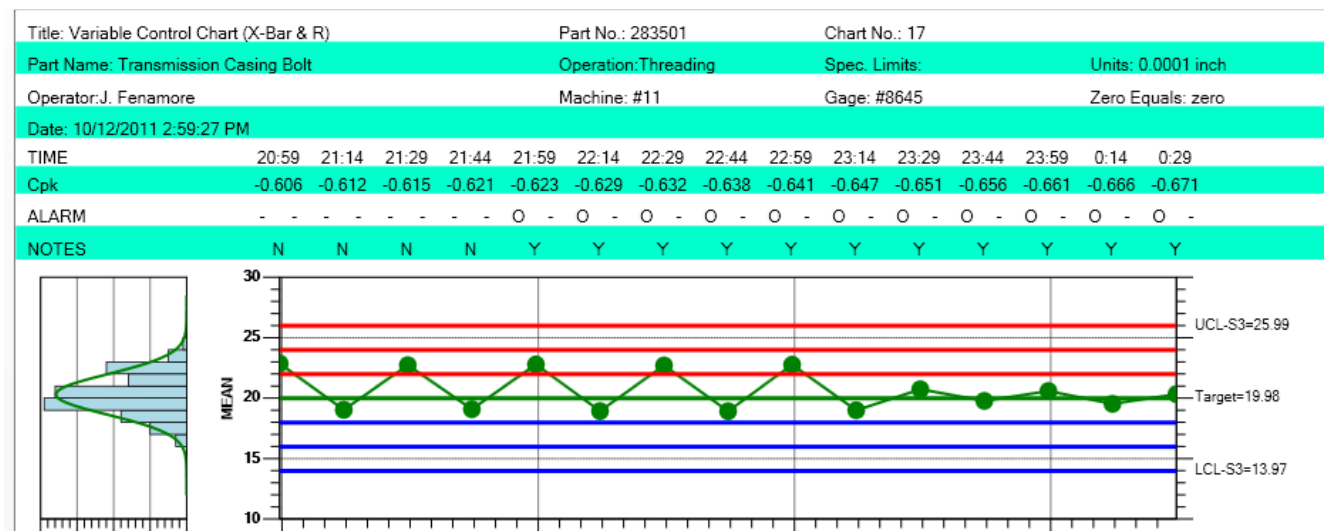 Title: Variable Control Chart (X-Bar & R) Part No.: 283501 Chart No.: 17
Part Name: Transmission Casing Bolt Operation:Threading Spec. Limits: Units: 0.0001 inch
Operator:J. Fenamore Machine: #11 Gage: #8645 Zero Equals: zero
Date: 10/12/2011 2:59:27 PM
TIME 20:59 21:14 21:29 21:44 21:59 22:14 22:29 22:44 22:59 23:14 23:29 23:44 23:59 0:14 0:29
Cpk -0.606 -0.612 -0.615 -0.621 -0.623 -0.629 -0.632 -0.638 -0.641 -0.647 -0.651 -0.656 -0.661 -0.666 -0.671
ALARM - - - - - - - - O - O - O - O - O - O - O - O - O - O - O -
NOTES N N N N Y Y Y Y Y Y Y Y Y Y Y
30
UCL-S3=25.99
25
MEAN
20
Target=19.98
15
LCL-S3=13.97
10